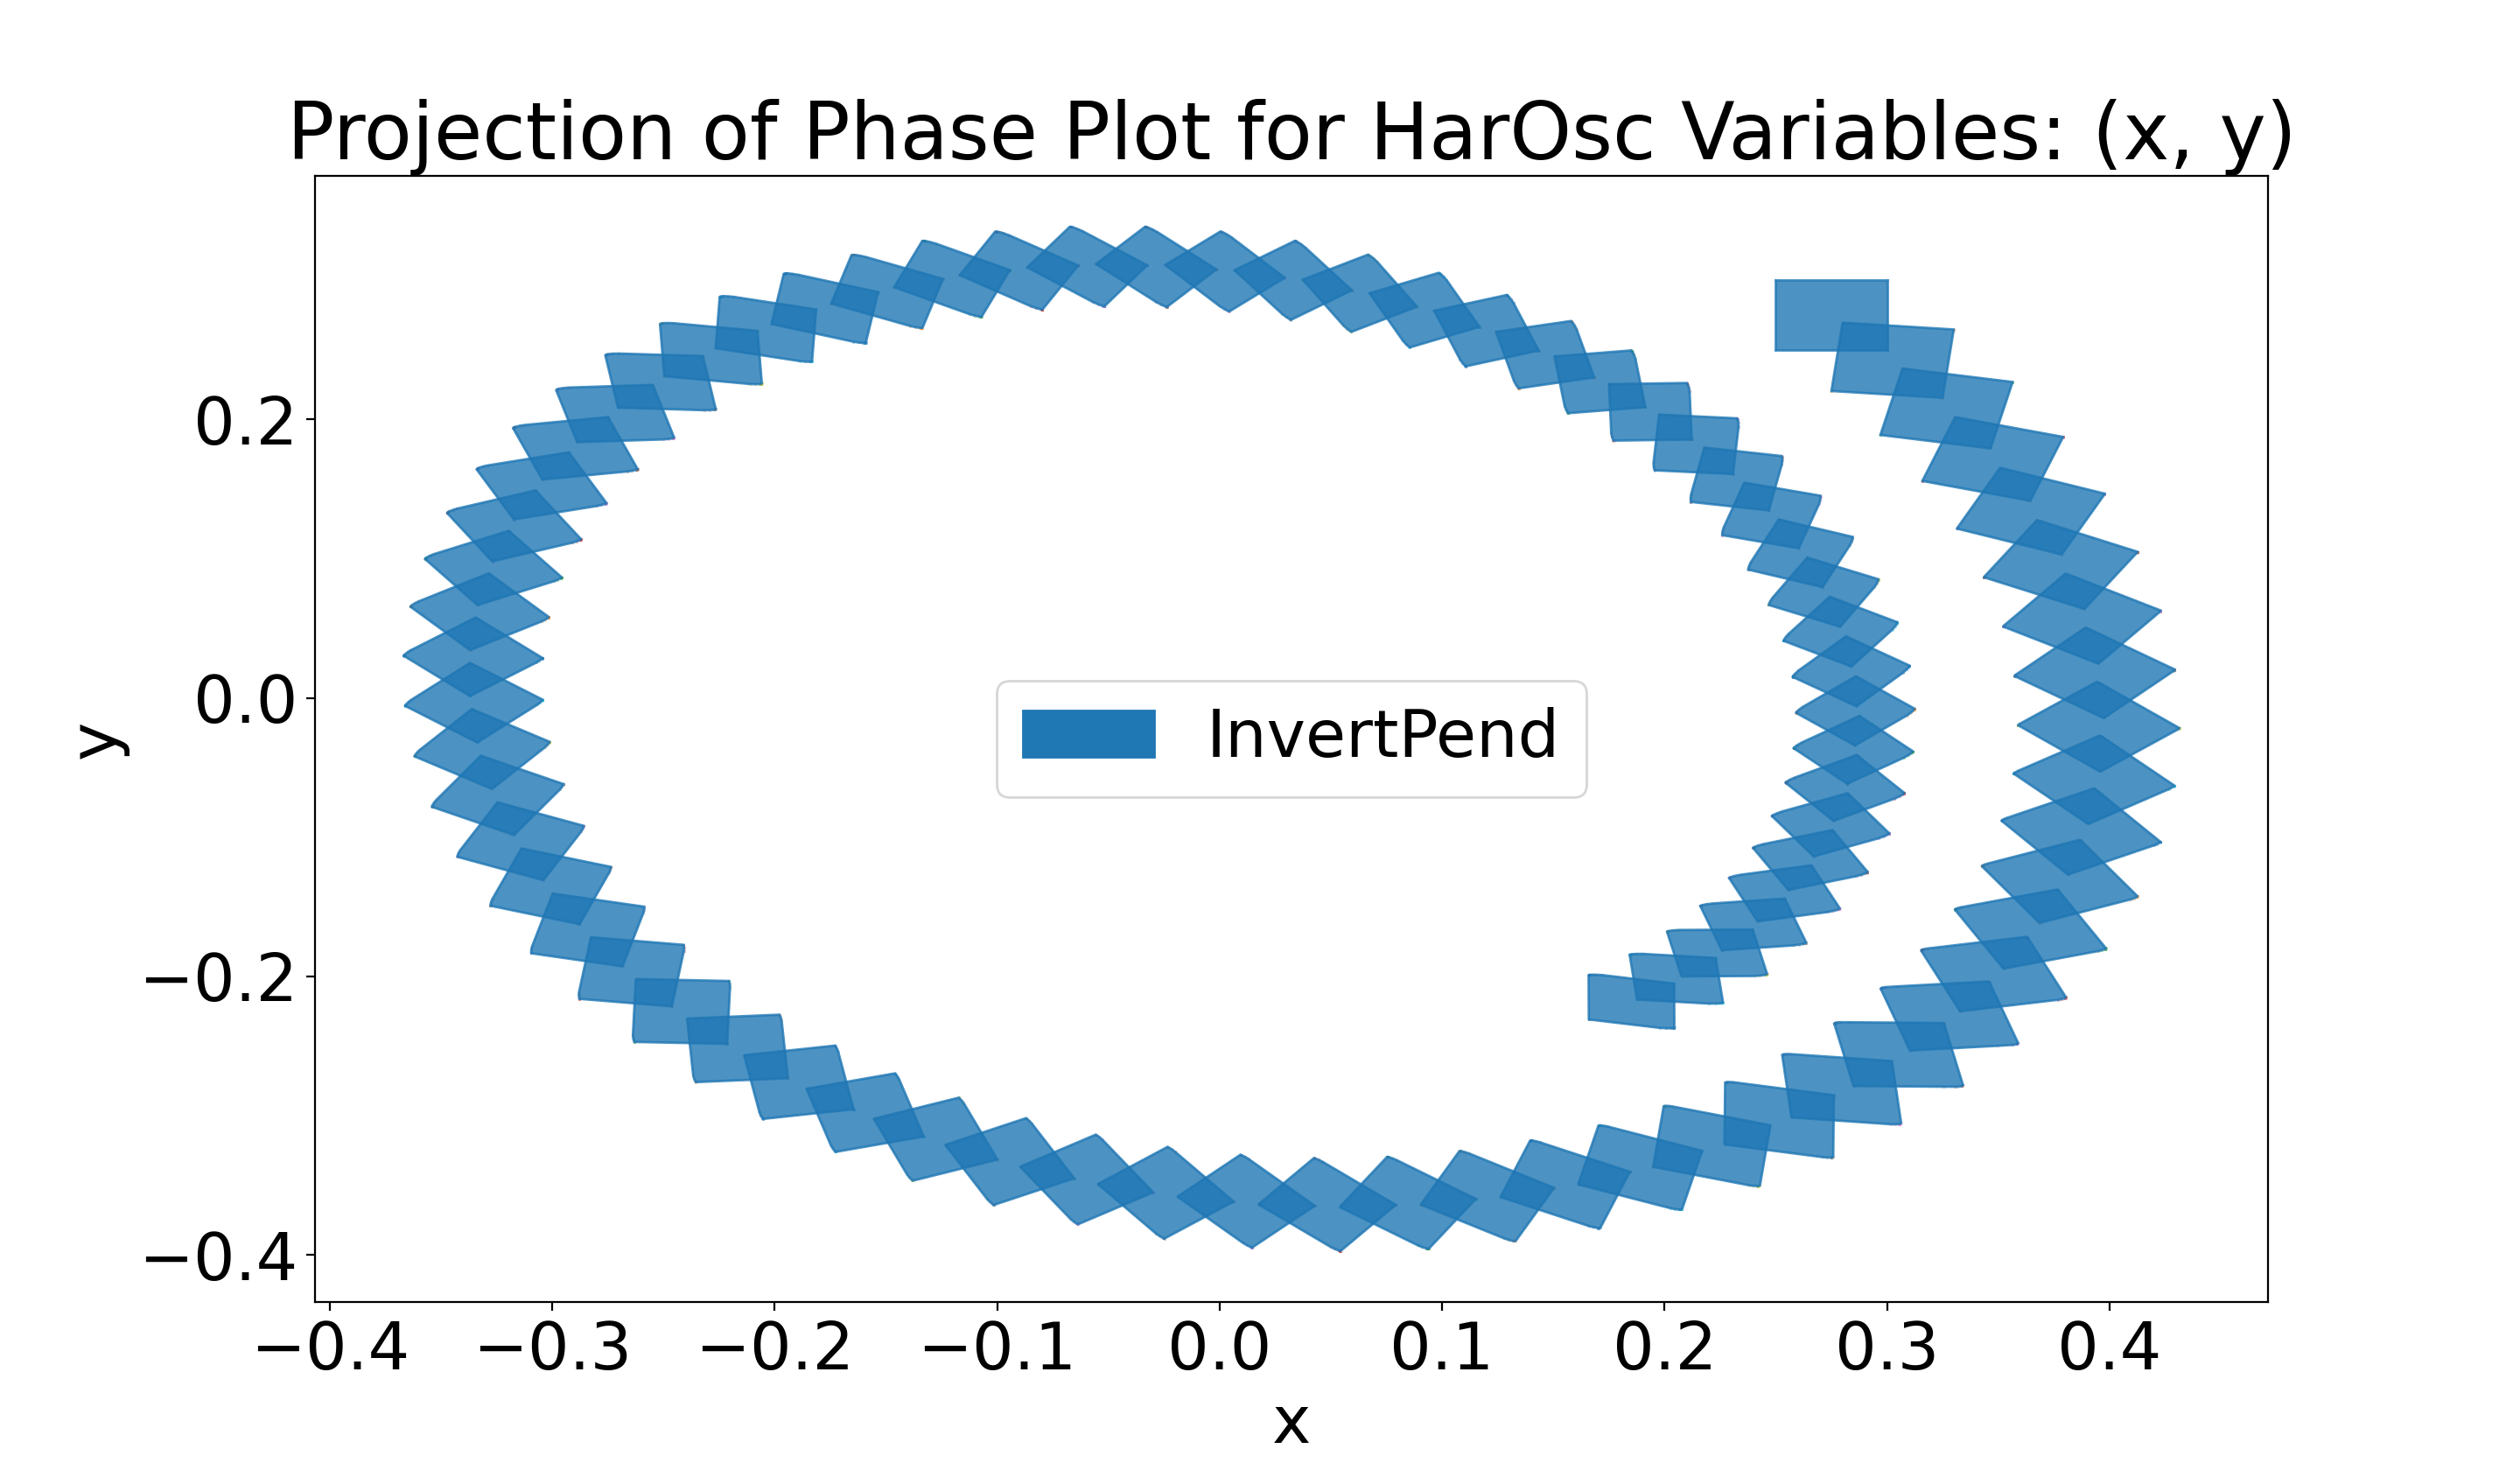 Projection of Phase Plot for HarOsc Variables: (x, y)
y
0.2
0.0
−0.2
−0.4
InvertPend
−0.4 −0.3 −0.2 −0.1 0.0 0.1 0.2 0.3 0.4
x